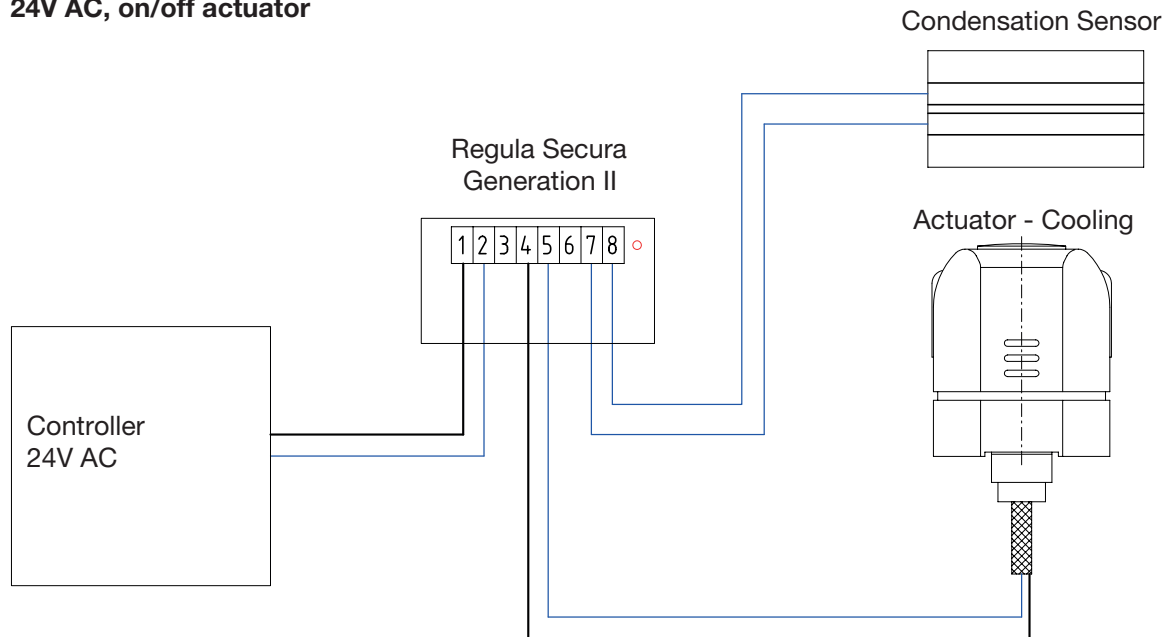 24V AC, on/off actuator
Condensation Sensor
Regula Secura
Generation II
Actuator - Cooling
1 2 3 4 5 6 7 8
Controller
24V AC